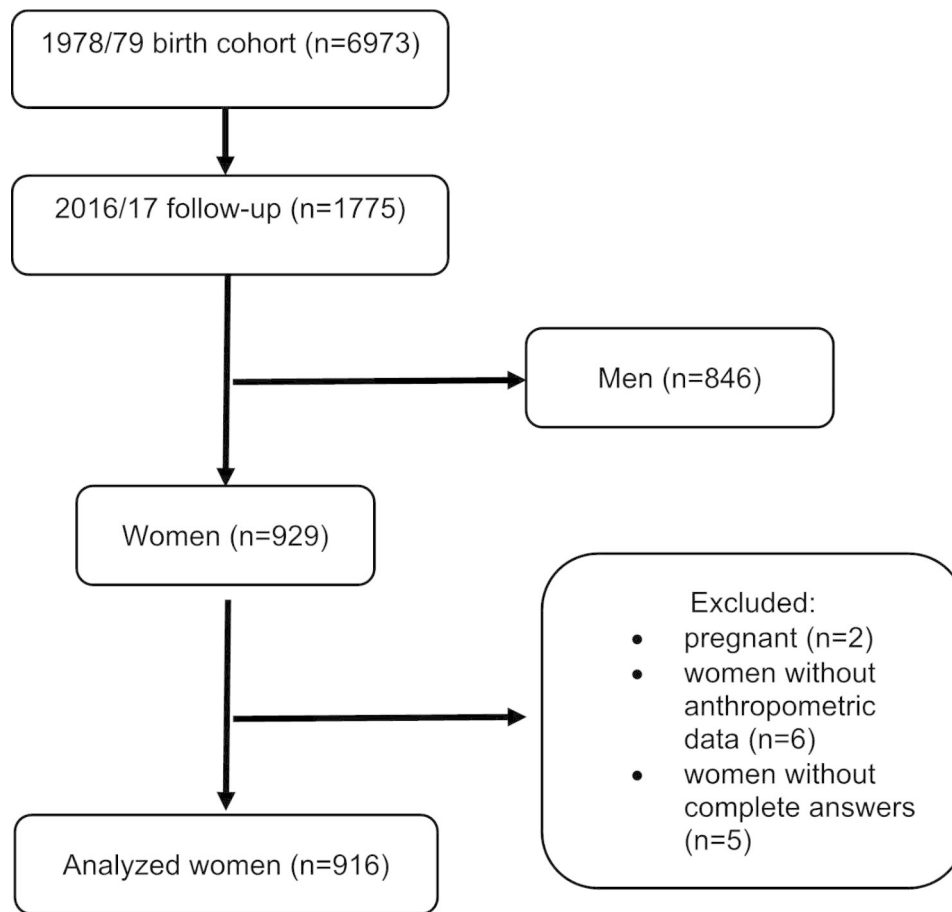 1978/79 birth cohort (n=6973)
2016/17 follow-up (n=1775)
Men (n=846)
Women (n=929)
Excluded:
• pregnant (n=2)
• women without
anthropometric
data (n=6)
• women without
complete answers
(n=5)
Analyzed women (n=916)